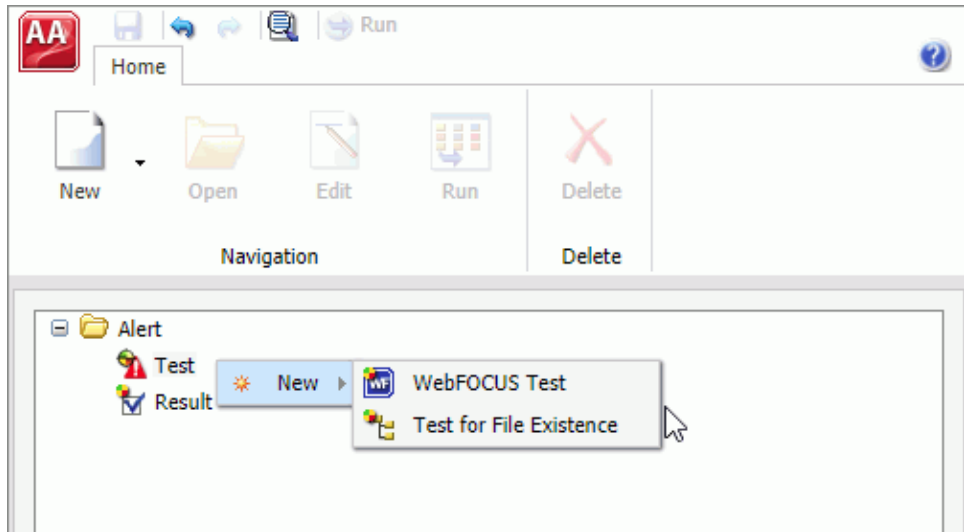 AA
Run
Home
New
Open
Edit
Run
Delete
Navigation
Delete
Alert
Test
New
WF
WebFOCUS Test
Result
Test for File Existence